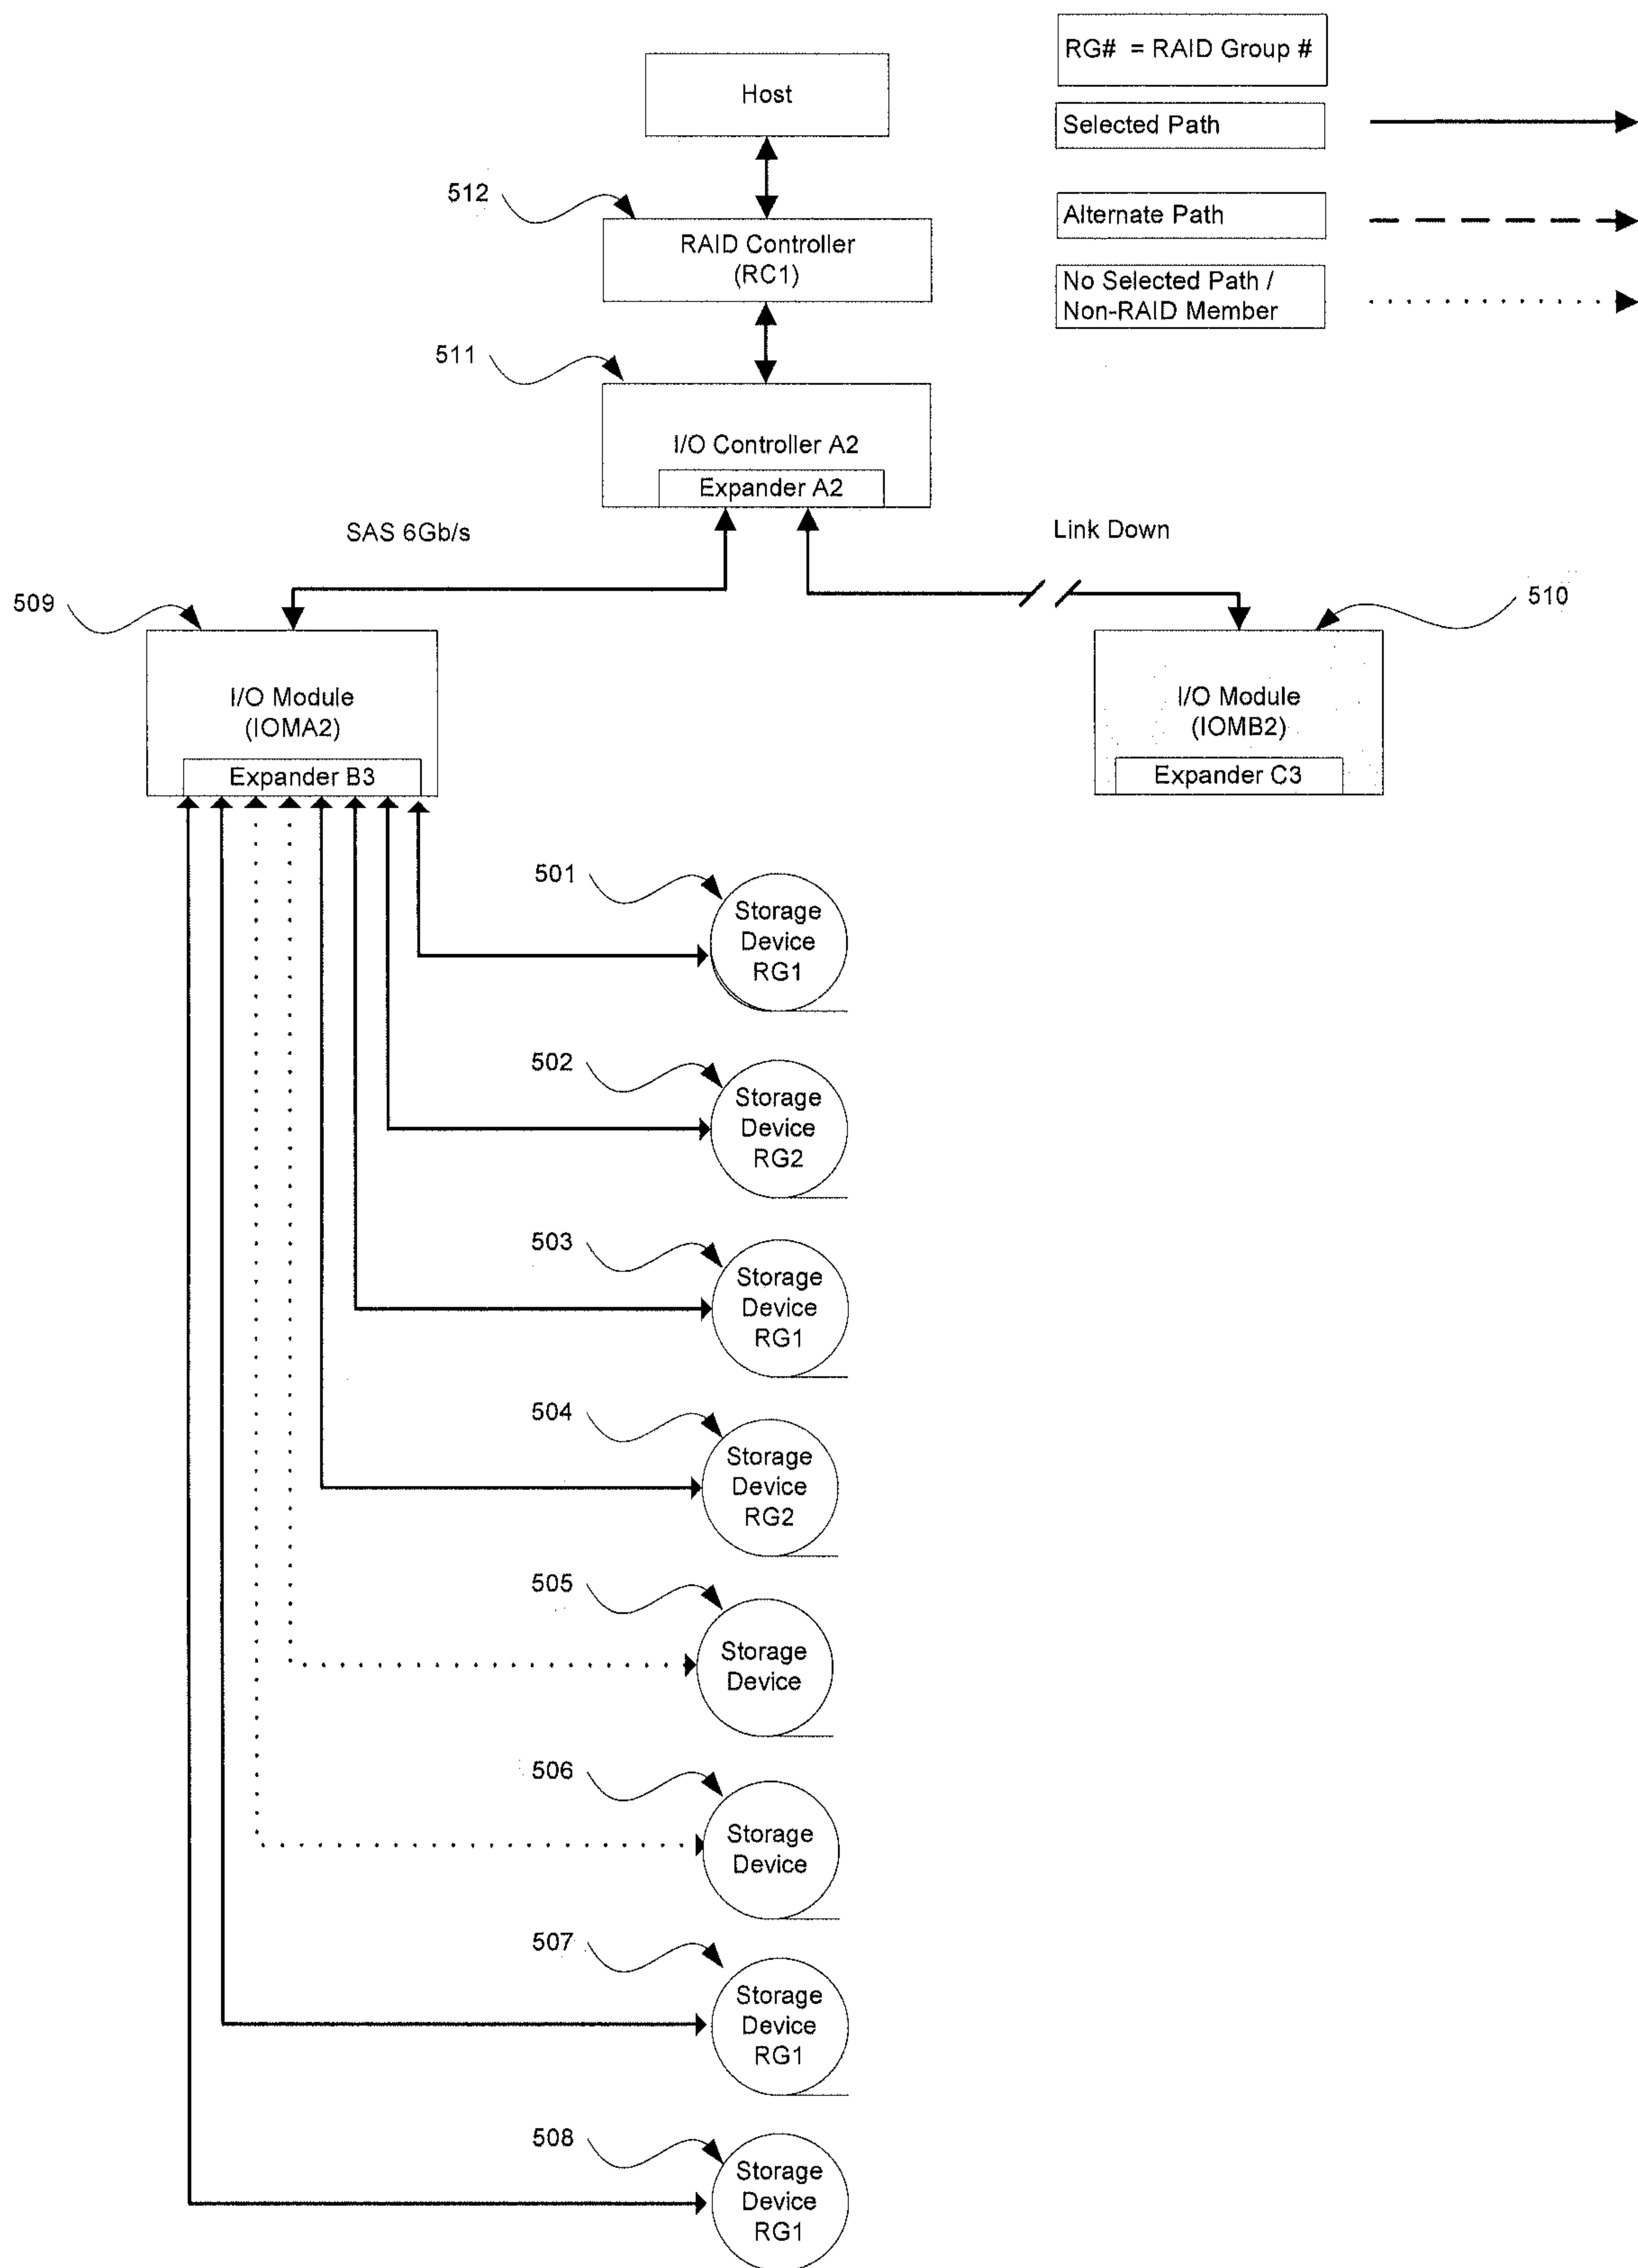 RG# = RAID Group #
Host
Selected Path
512
Alternate Path
RAID Controller
(RC1)
No Selected Path /
Non-RAID Member
511
I/O Controller A2
Expander A2
SAS 6Gb/s
Link Down
509
510
I/O Module
(IOMA2)
Expander B3
I/O Module
(IOMB2)
Expander C3
501
Storage
Device
RG1
502
Storage
Device
RG2
503
Storage
Device
RG1
504
Storage
Device
RG2
505
Storage
Device
506
Storage
Device
507
Storage
Device
RG1
508
Storage
Device
RG1